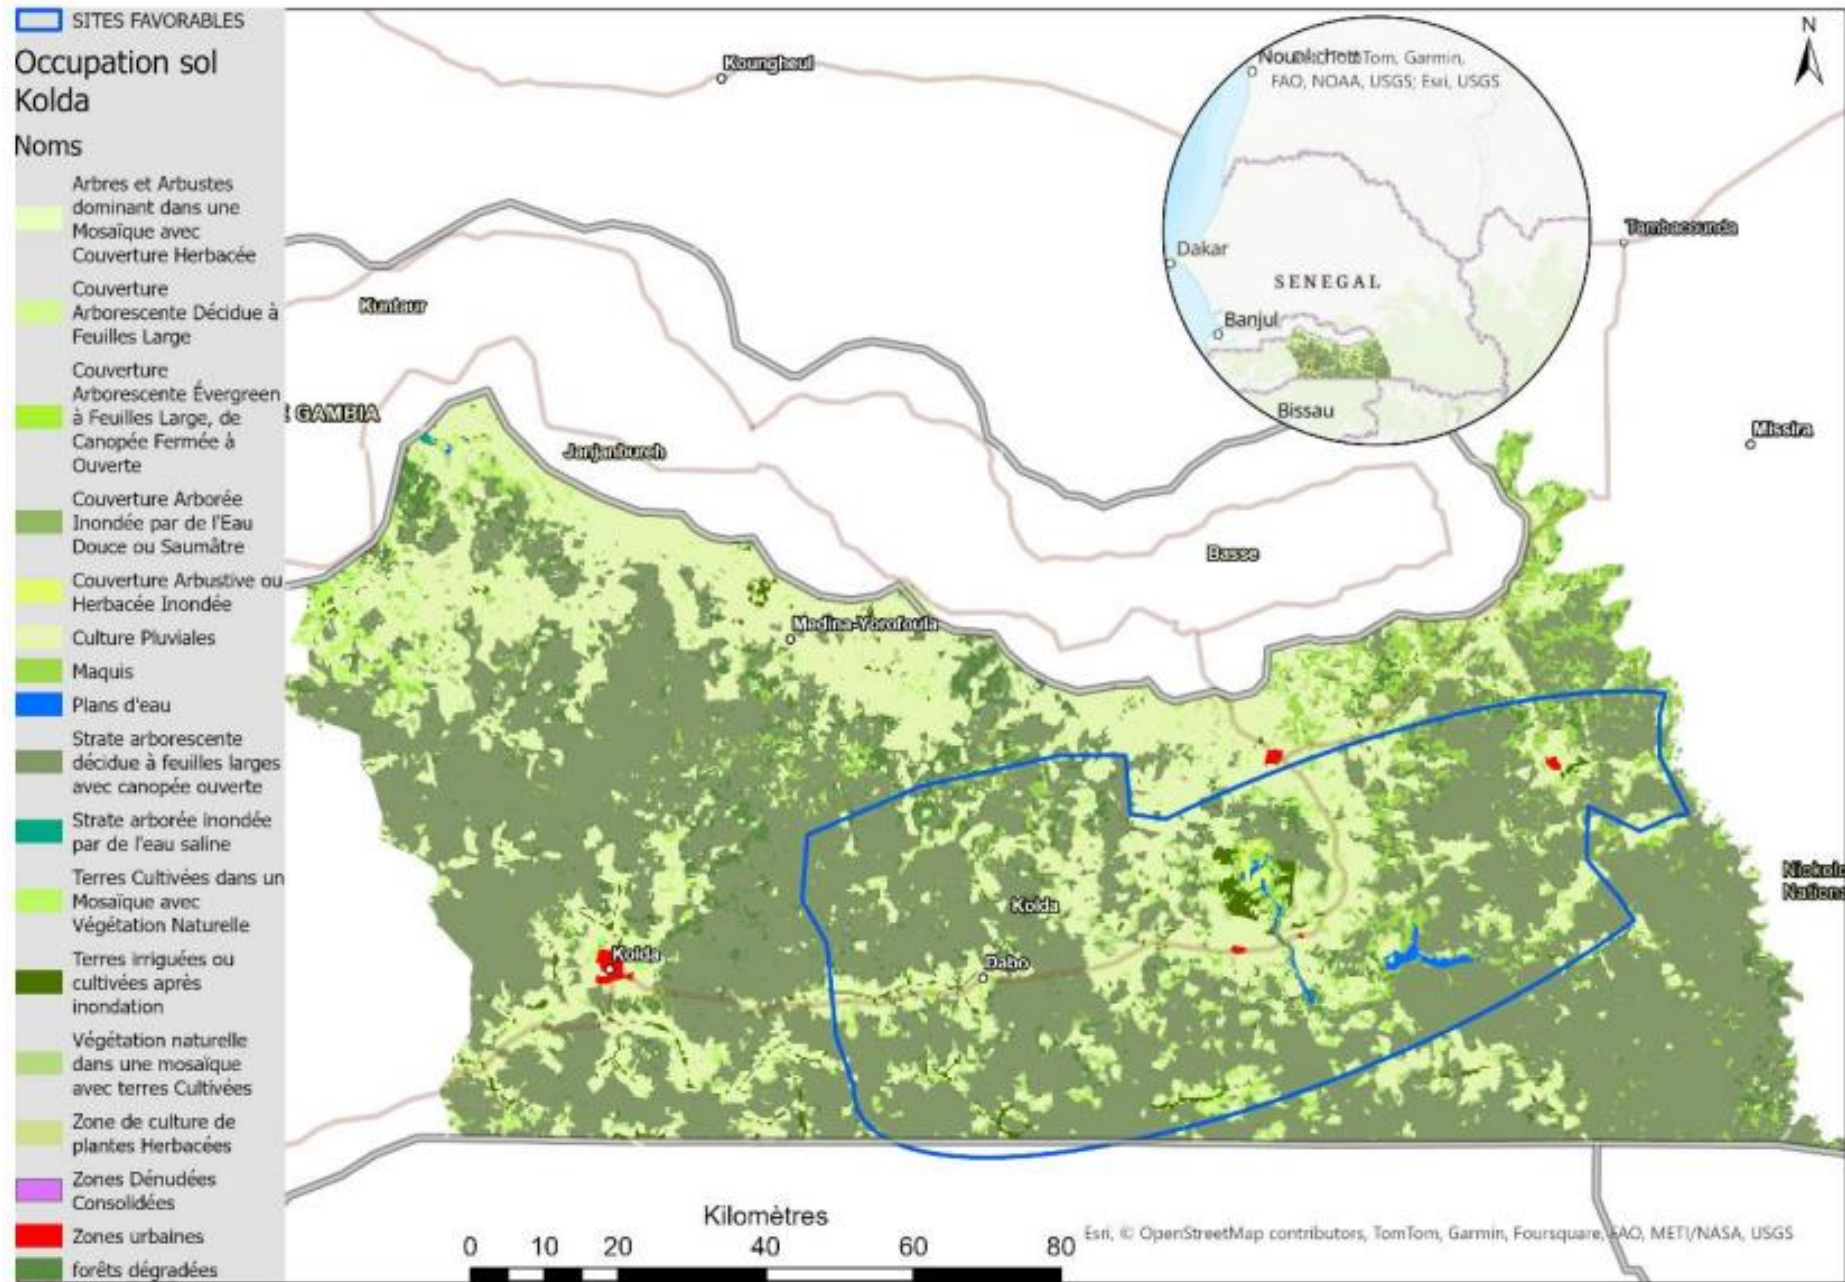 SITES FAVORABLES
Occupation sol
Kolda
Noms
Arbres et Arbustes
dominant dans une
Mosaïque avec
Couverture Herbacée
Couverture
Arborescente Décidue à
Feuilles Large
Couverture
Arborescente Évergreen
à Feuilles Large, de
Canopée Fermée à
Ouverte
Couverture Arborée
Inondée par de l'Eau
Douce ou Saumâtre
Couverture Arbustive ou
Herbacée Inondée
Culture Pluviales
Maquis
Plans d'eau
Strate arborescente
décidue à feuilles larges
avec canopée ouverte
Strate arborée inondée
par de l'eau saline
Terres Cultivées dans un
Mosaïque avec
Végétation Naturelle
Terres irriguées ou
cultivées après
inondation
Végétation naturelle
dans une mosaïque
avec terres Cultivées
Zone de culture de
plantes Herbacées
Zones Dénudées
Consolidées
Zones urbaines
forêts dégradées
Koungheul
Kuntaur
GAMBIA
Janjanbureh
Basse
Medina-Yorofoula
Tambacounda
Missira
Kolda
Kolda
Dabo
N
Nouakchott
TomTom, Garmin,
FAO, NOAA, USGS; Esri, USGS
Dakar
SENEGAL
Banjul
Bissau
Kilomètres
0 10 20 40 60 80
Esri, © OpenStreetMap contributors, TomTom, Garmin, Foursquare, FAO, METI/NASA, USGS